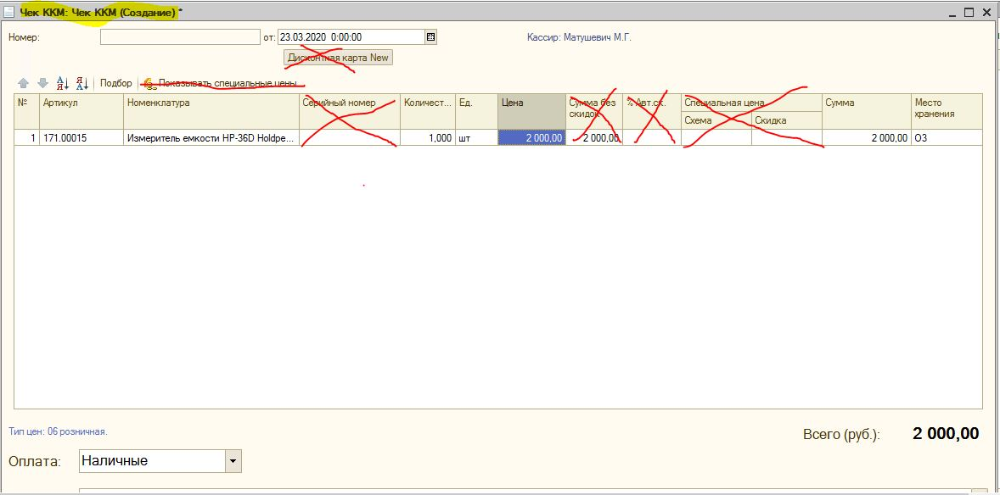 Чек ККМ: Чек ККМ (Создание) *
Номер: от: 23.03.2020 0:00:00 Кассир: Матушевич М.Г.
Дисконтная карта New
Подбор Показывать специальные цены
№ Артикул Номенклатура Серийный номер Количест... Ед. Цена Сумма без скидок % Авт.ск. Специальная цена Сумма Место хранения
Схема Скидка
1 171.00015 Измеритель емкости HP-36D Holdpe... 1,000 шт 2 000,00 2 000,00 2 000,00 О3
Тип цен: 06 розничная.
Всего (руб.): 2 000,00
Оплата: Наличные